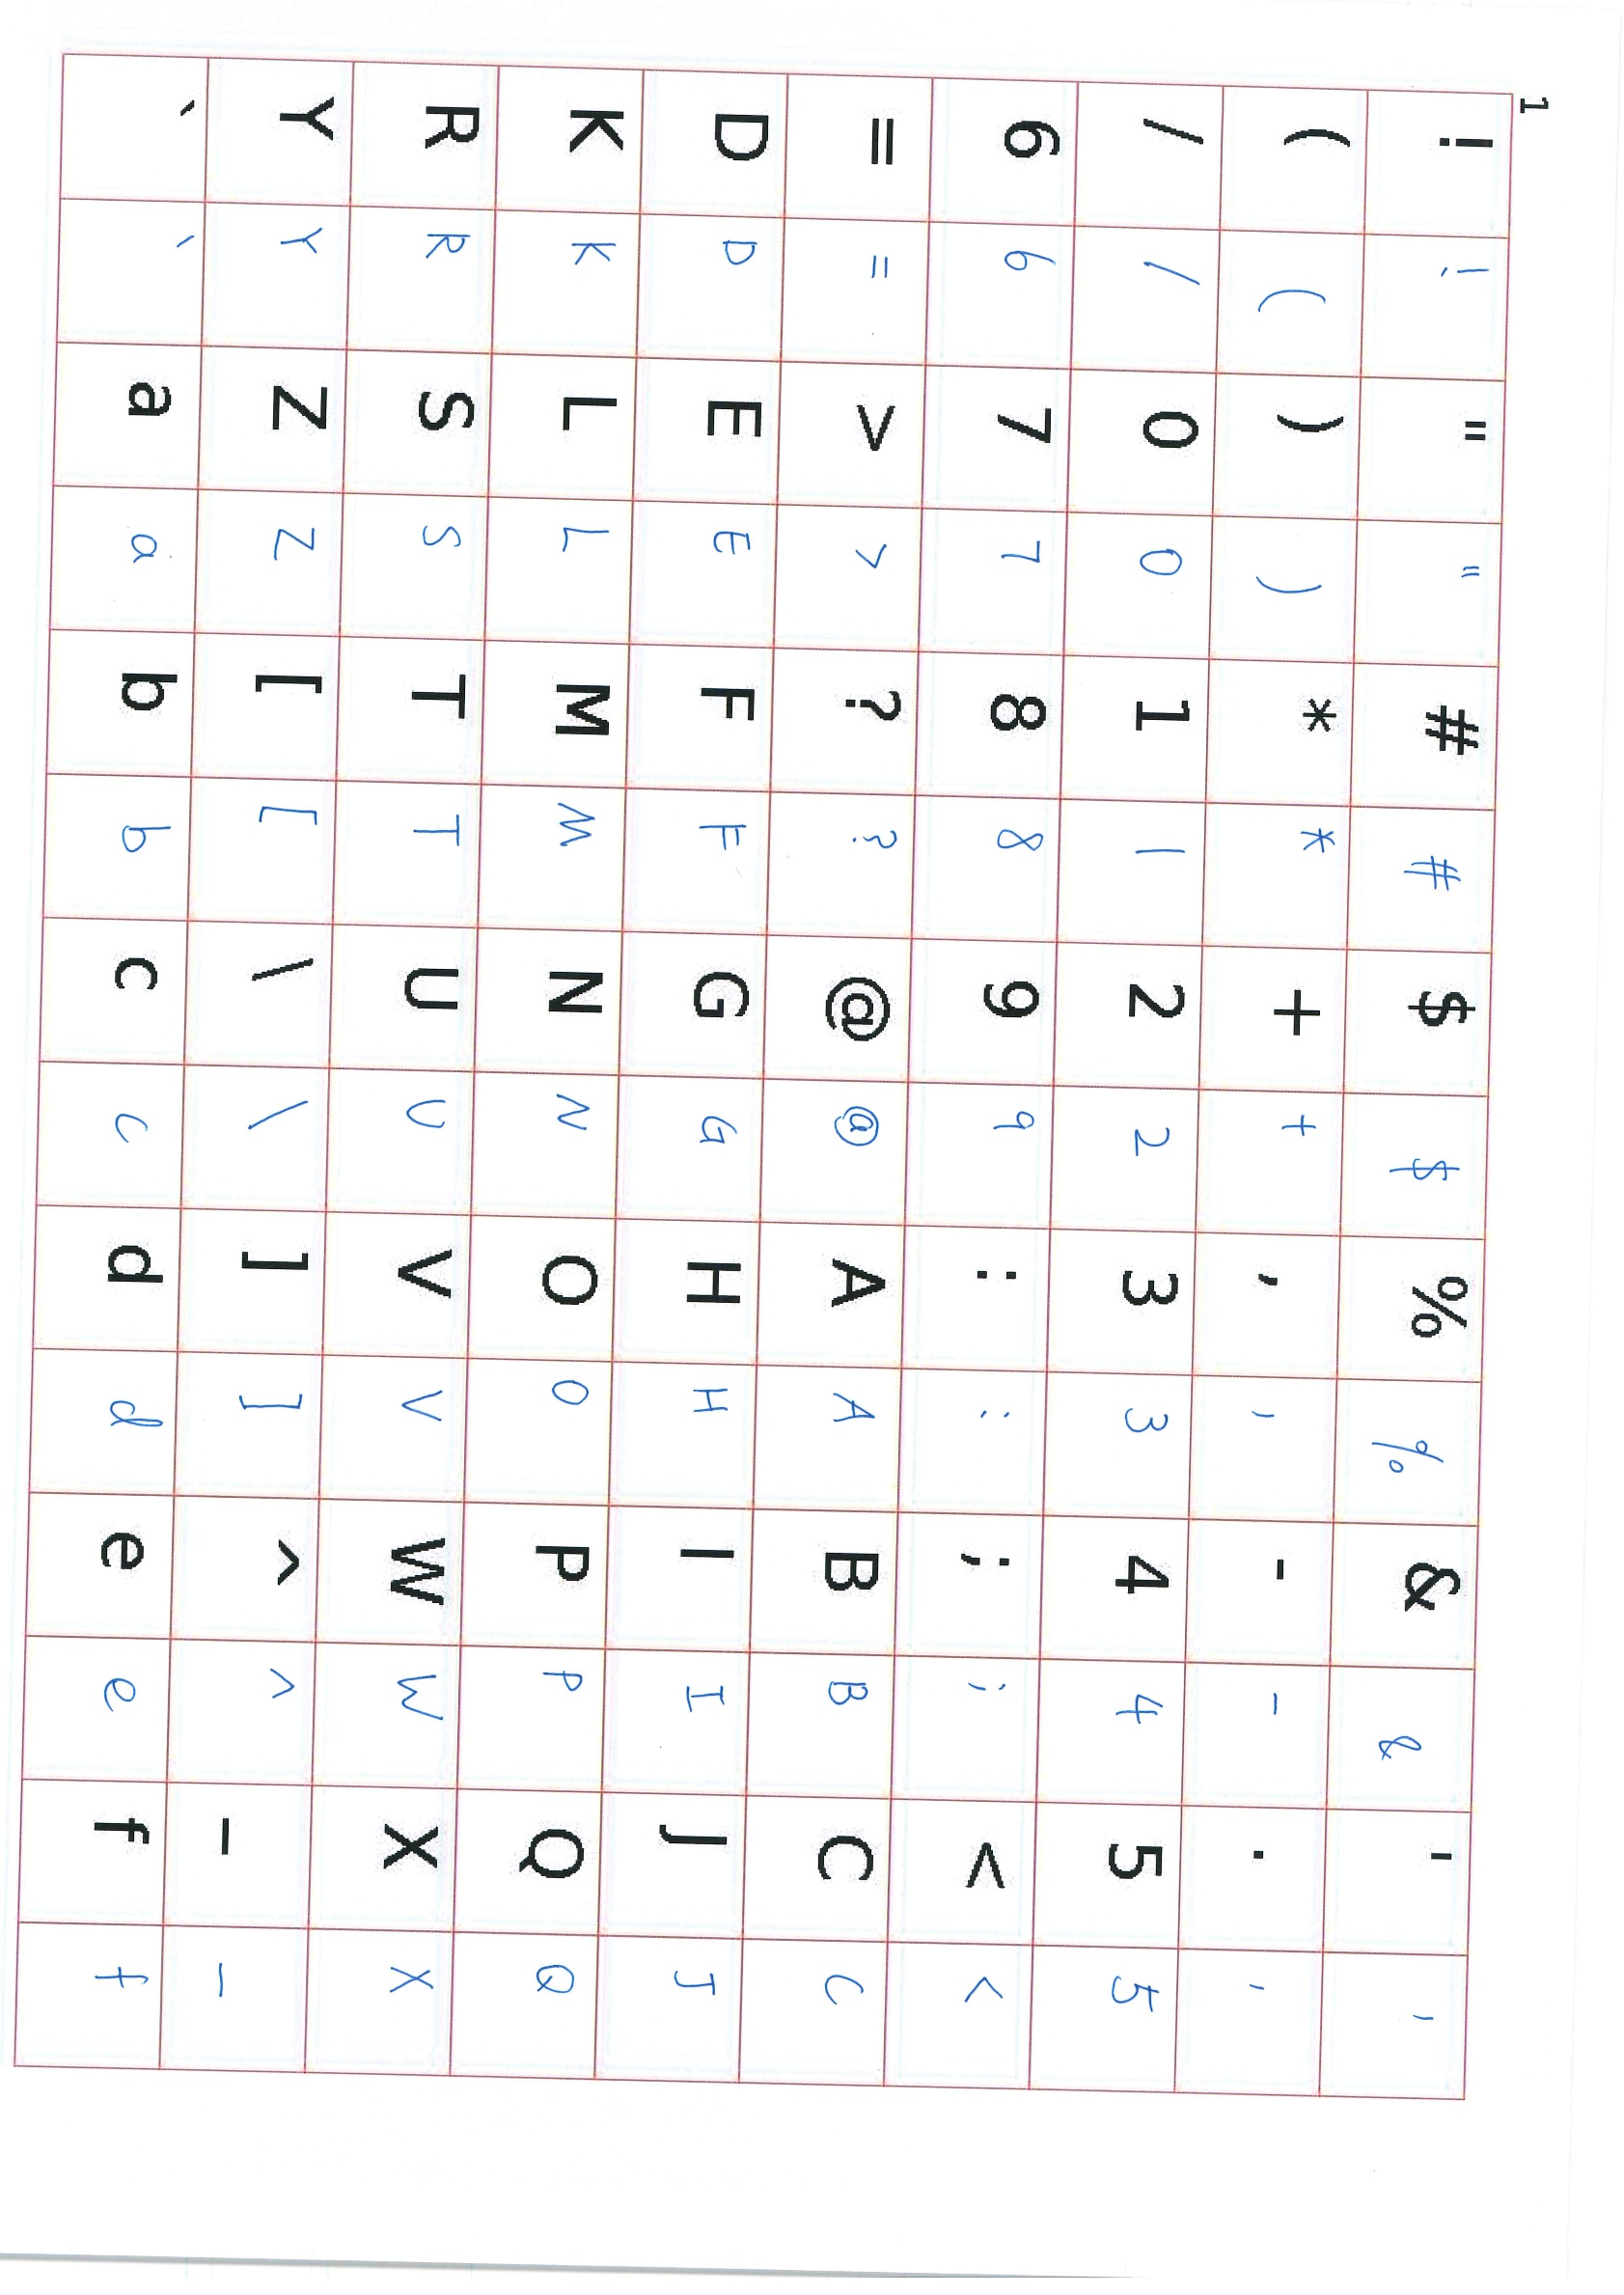 1
! ! " " # # $ $ % % & & ' '
( ( ) ) * * + + , , - - . .
/ / 0 0 1 1 2 2 3 3 4 4 5 5
6 6 7 7 8 8 9 9 : : ; ; < <
= = > > ? ? @ @ A A B B C C
D D E E F F G G H H I I J J
K K L L M M N N O O P P Q Q
R R S S T T U U V V W W X X
Y Y Z Z [ [ \ \ ] ] ^ ^ _ _
` ` a a b b c c d d e e f f